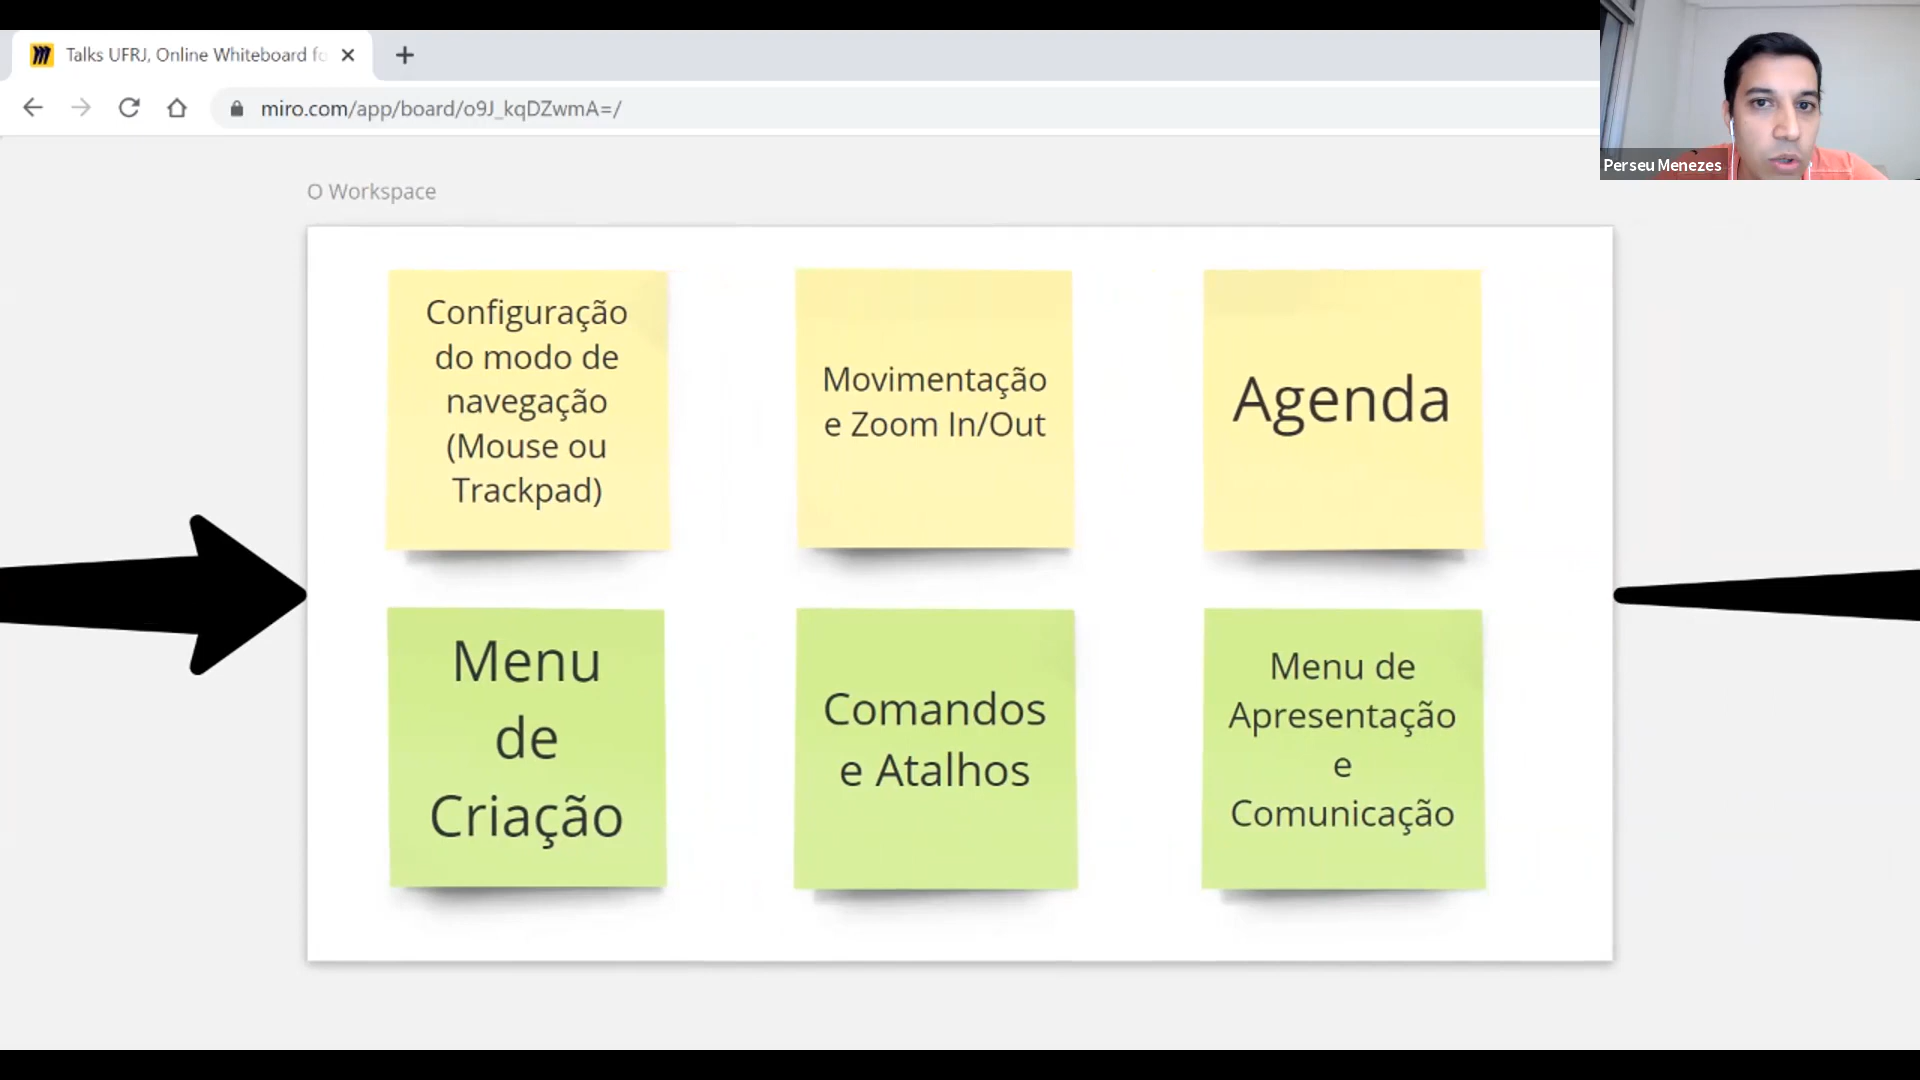 Talks UFRJ, Online Whiteboard fo
miro.com/app/board/o9J_kqDZwmA=/
Perseu Menezes
O Workspace
Configuração
do modo de
navegação
(Mouse ou
Trackpad)
Movimentação
e Zoom In/Out
Agenda
Menu
de
Criação
Comandos
e Atalhos
Menu de
Apresentação
e
Comunicação